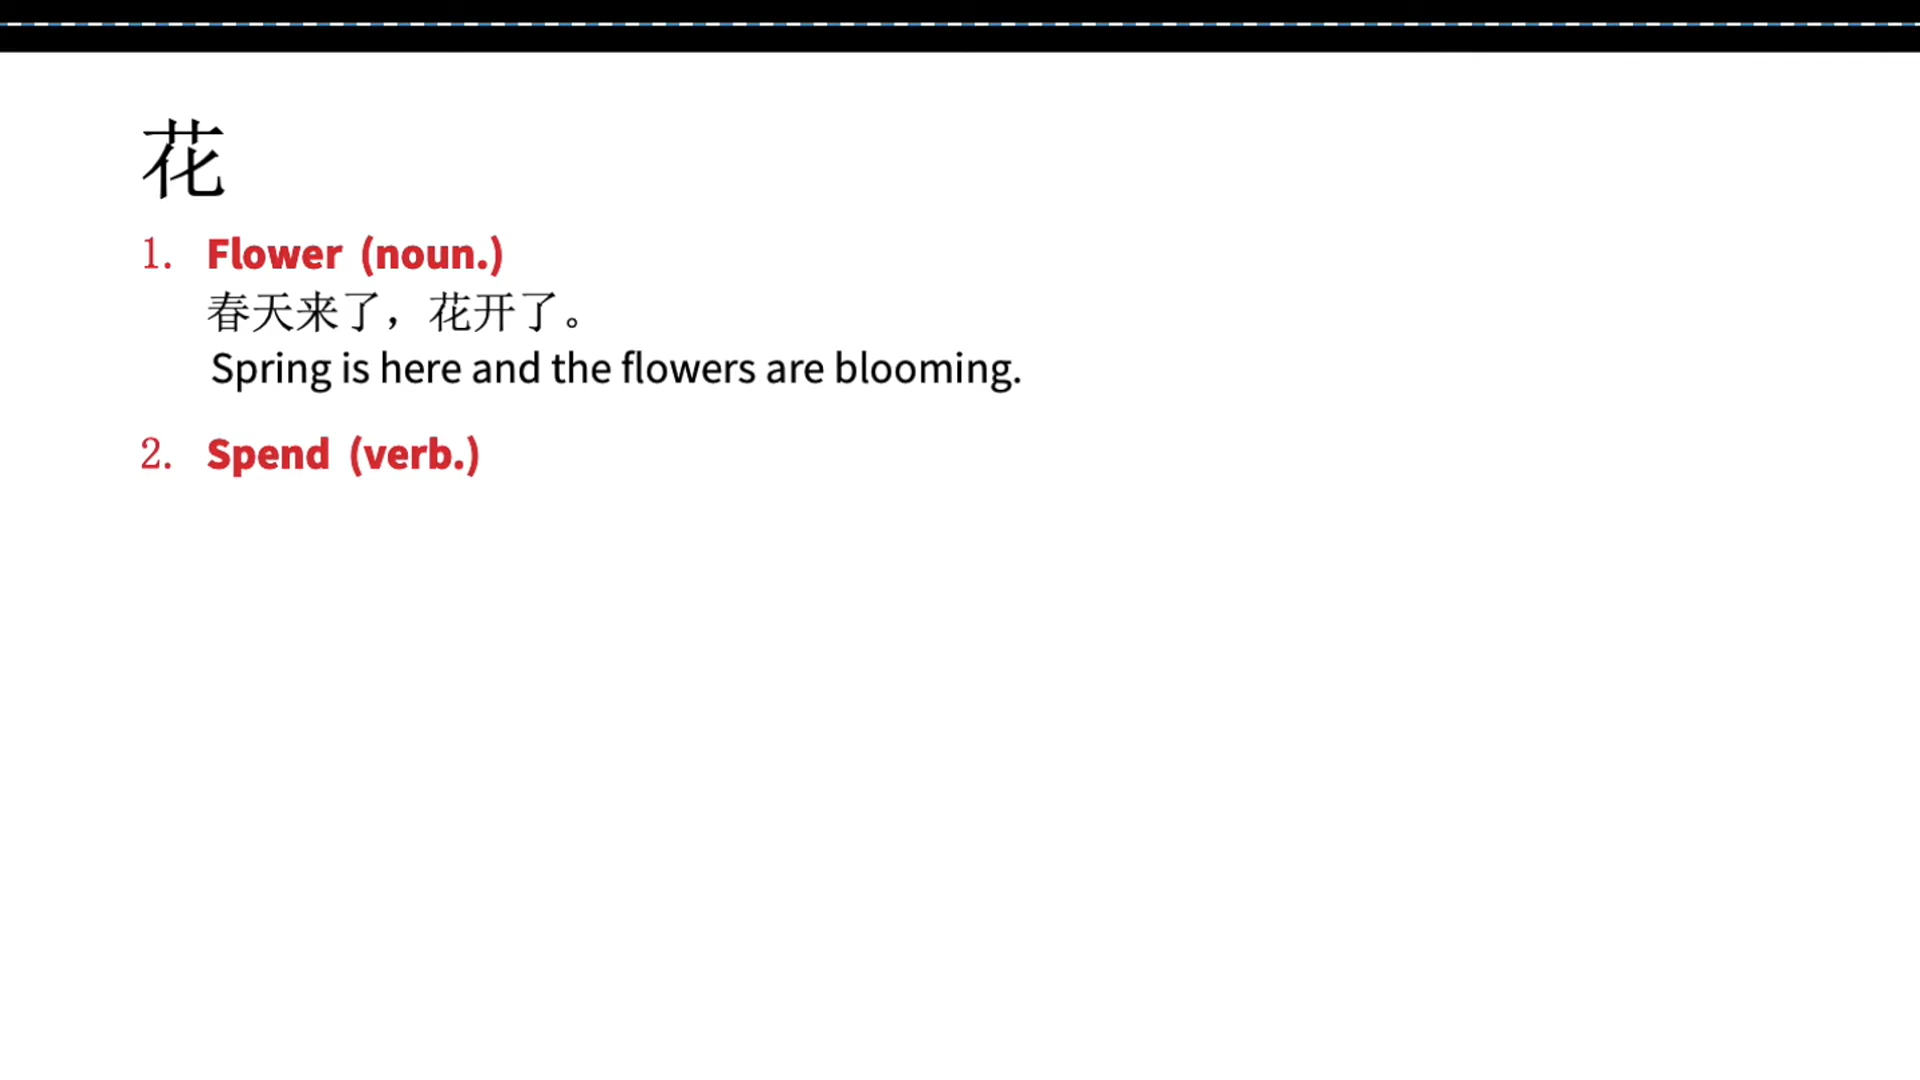 花
1. Flower (noun.)
春天来了，花开了。
Spring is here and the flowers are blooming.
2. Spend (verb.)